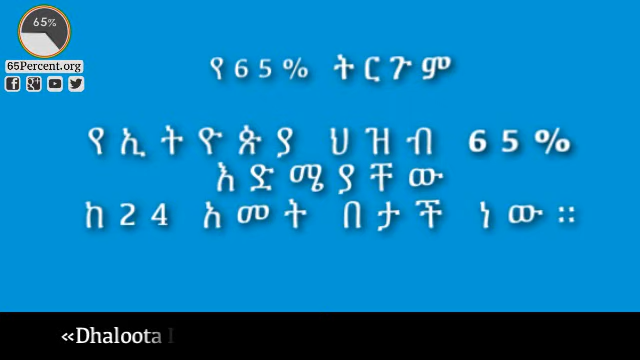 65%
65Percent.org
የ65% ትርጉም
የኢትዮጵያ ህዝብ 65%
እድሜያቸው
ከ24 አመት በታች ነው።
«Dhaloota